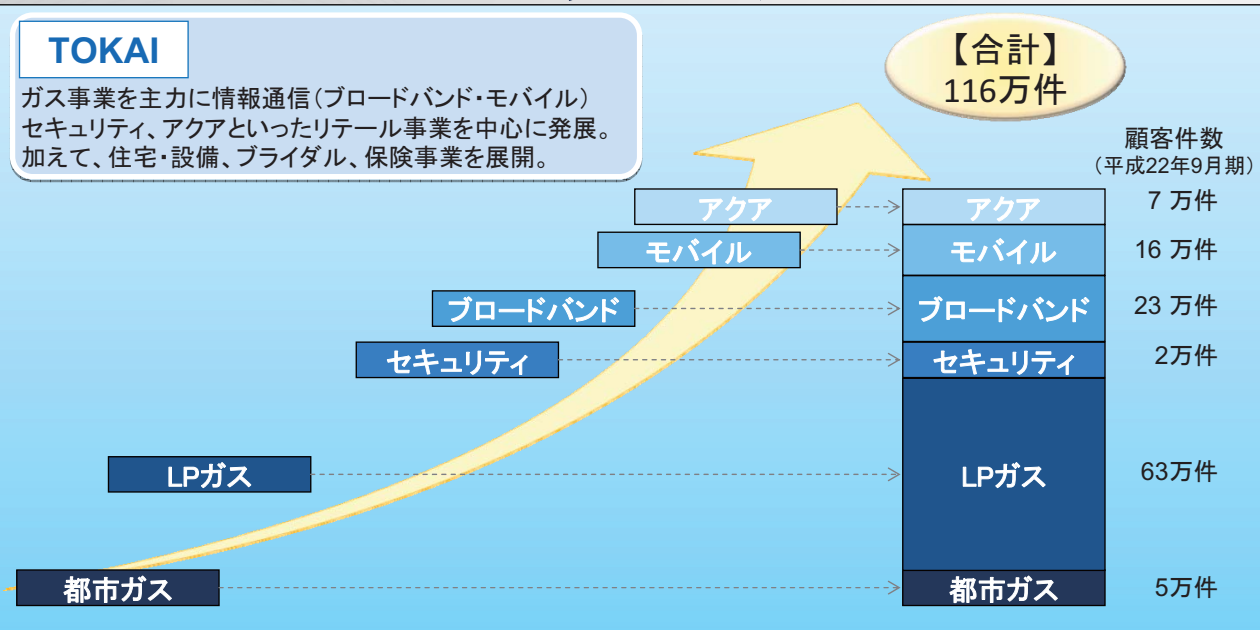 TOKAI
ガス事業を主力に情報通信(ブロードバンド・モバイル)
セキュリティ、アクアといったリテール事業を中心に発展。
加えて、住宅・設備、ブライダル、保険事業を展開。
【合計】
116万件
顧客件数
(平成22年9月期)
アクア
アクア
7 万件
モバイル
モバイル
16 万件
ブロードバンド
ブロードバンド
23 万件
セキュリティ
セキュリティ
2万件
LPガス
LPガス
63万件
都市ガス
都市ガス
5万件